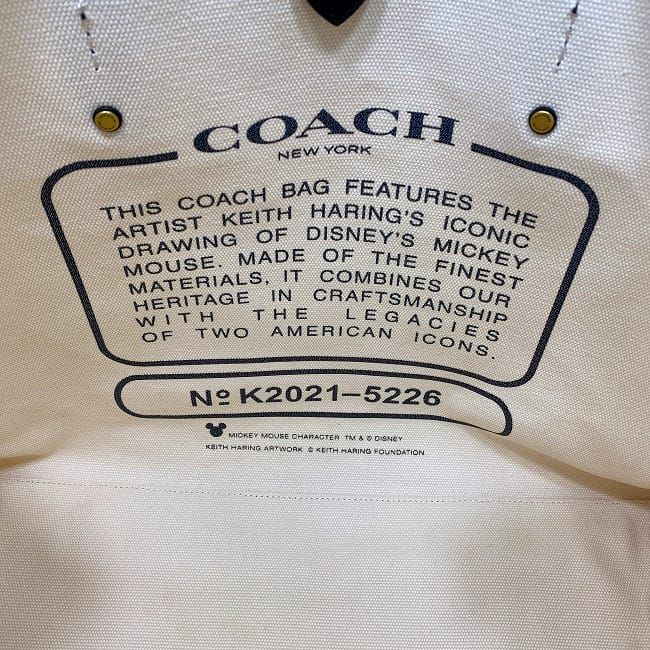 COACH
NEW YORK
THIS COACH BAG FEATURES THE
ARTIST KEITH HARING'S ICONIC
DRAWING OF DISNEY'S MICKEY
MOUSE. MADE OF THE FINEST
MATERIALS, IT COMBINES OUR
HERITAGE IN CRAFTSMANSHIP
WITH THE LEGACIES
OF TWO AMERICAN ICONS.
№ K2021–5226
MICKEY MOUSE CHARACTER TM & © DISNEY
KEITH HARING ARTWORK © KEITH HARING FOUNDATION